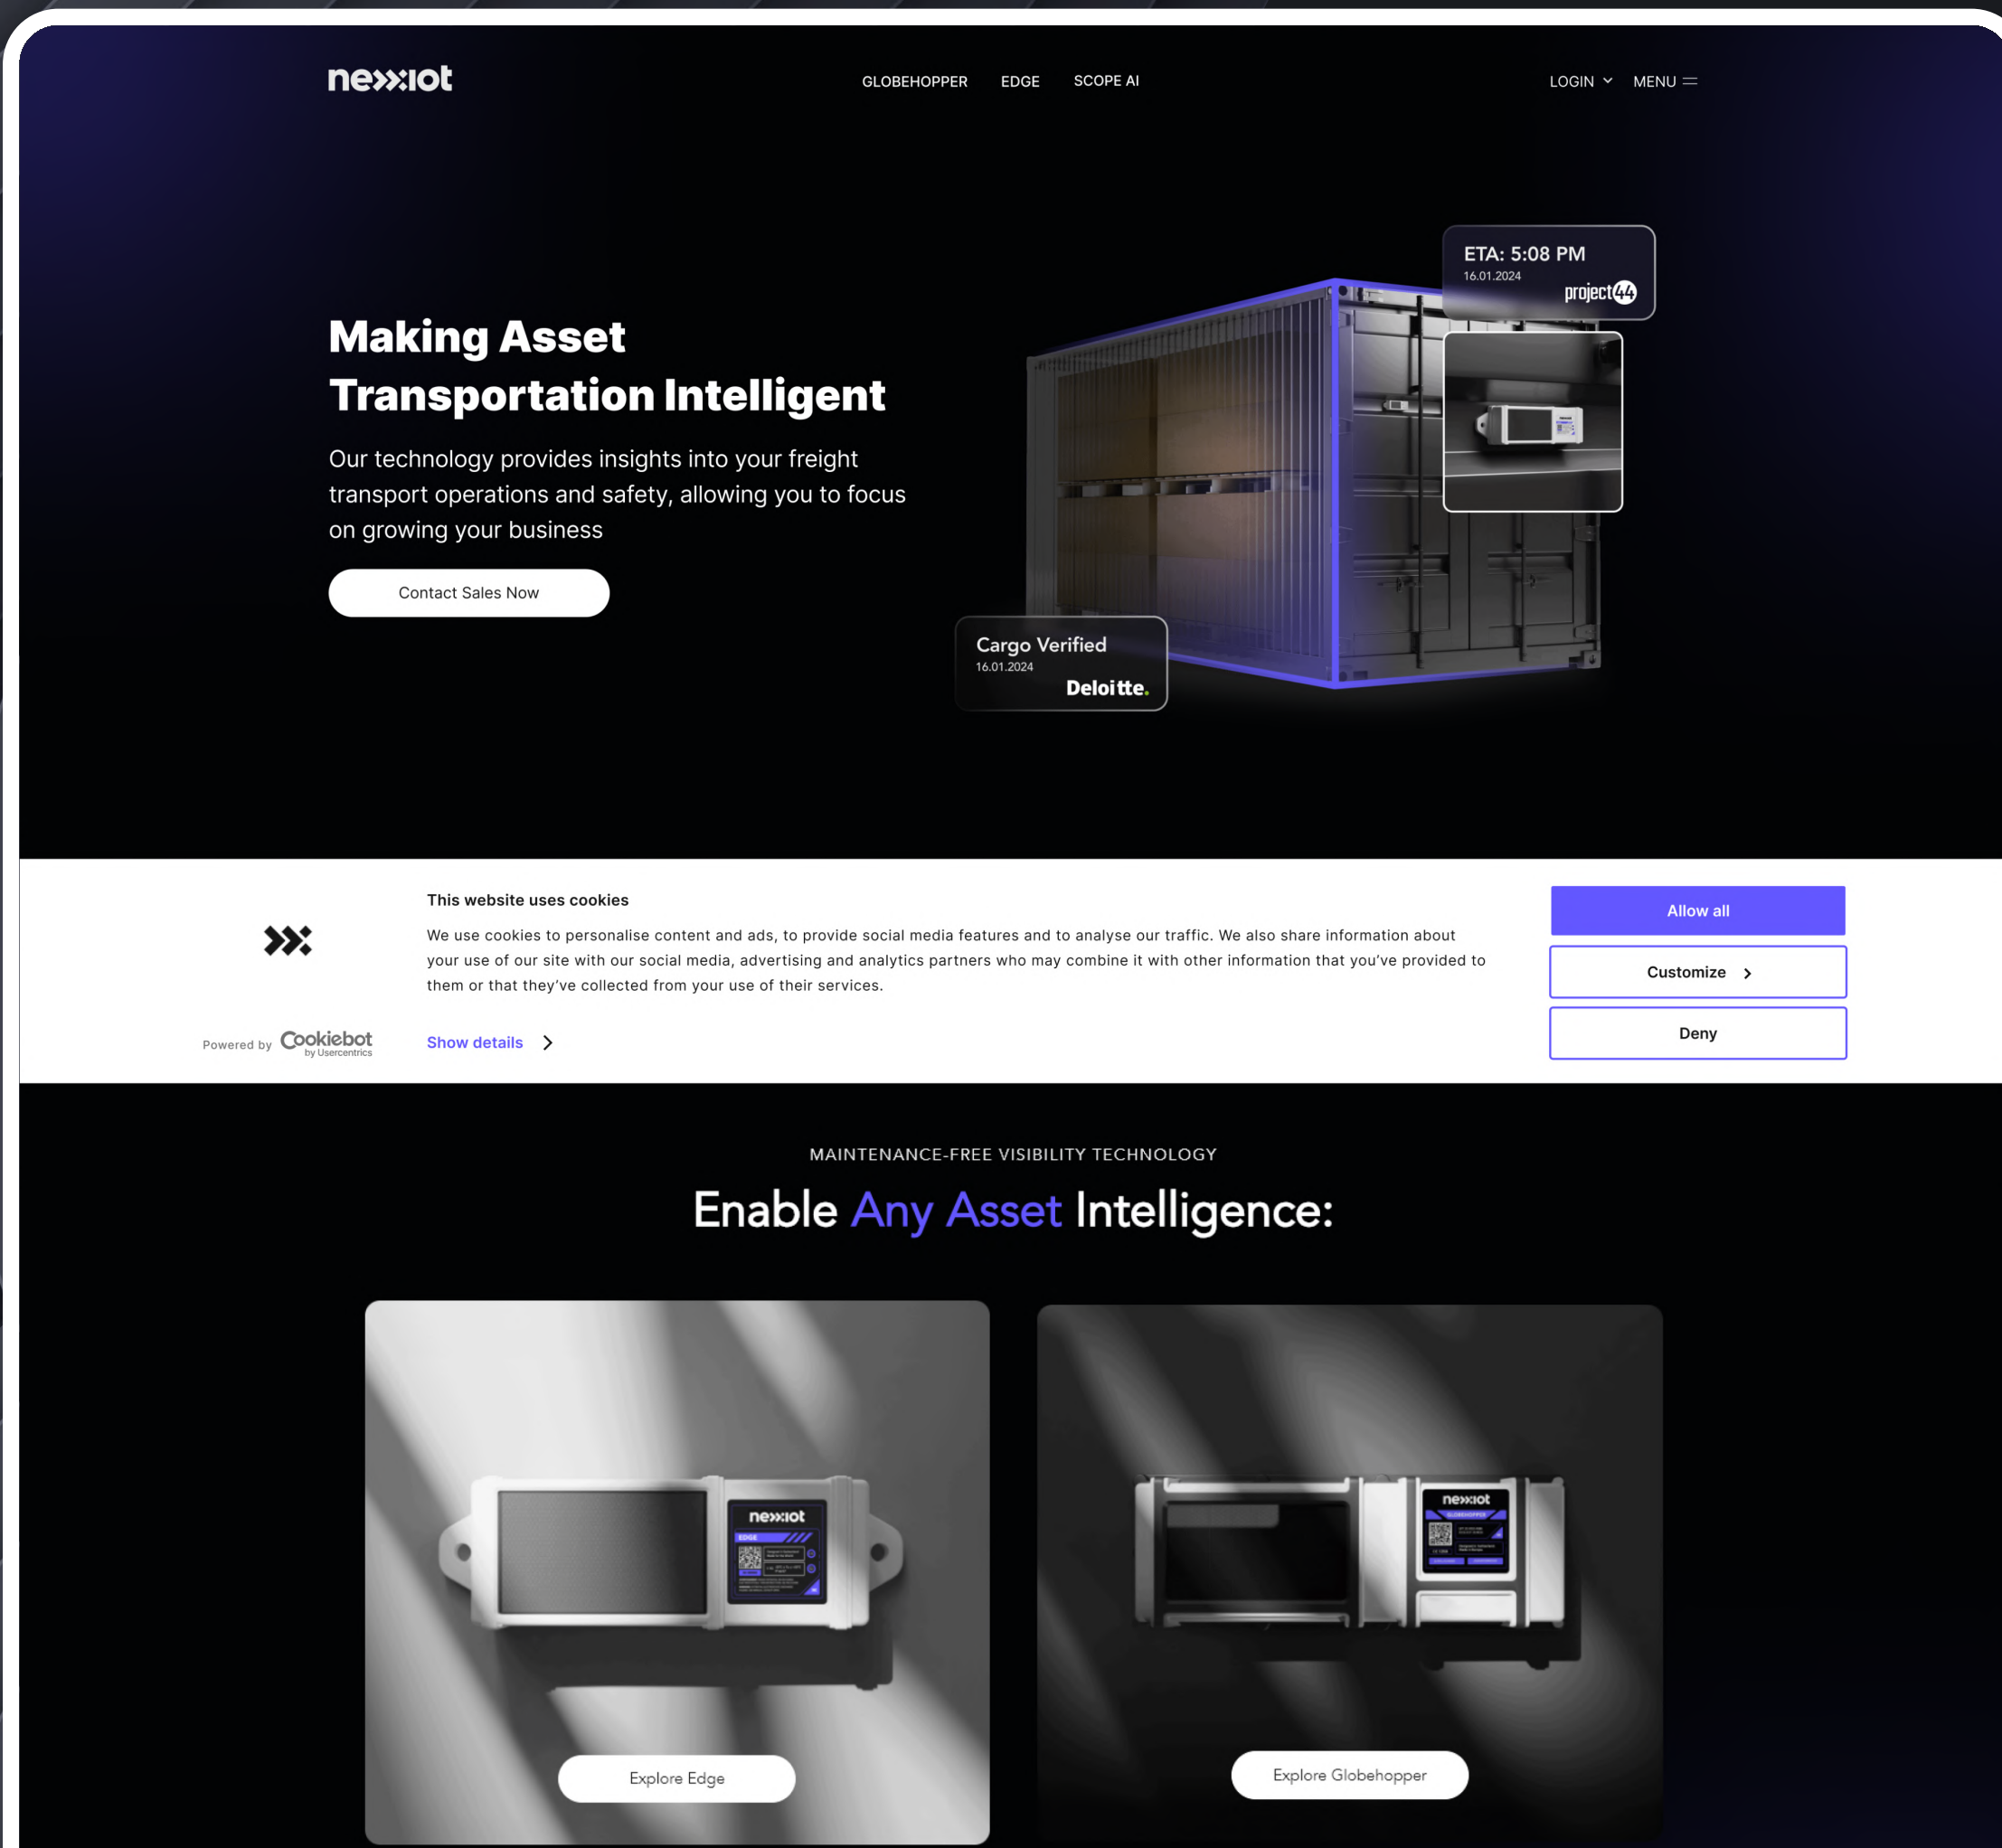 nexxiot
GLOBEHOPPER EDGE SCOPE AI
LOGIN MENU
ETA: 5:08 PM
16.01.2024
project44
Making Asset
Transportation Intelligent
Our technology provides insights into your freight
transport operations and safety, allowing you to focus
on growing your business
Contact Sales Now
Cargo Verified
16.01.2024
Deloitte.
This website uses cookies
We use cookies to personalise content and ads, to provide social media features and to analyse our traffic. We also share information about
your use of our site with our social media, advertising and analytics partners who may combine it with other information that you've provided to
them or that they've collected from your use of their services.
Show details
Powered by Cookiebot
by Usercentrics
Allow all
Customize
Deny
MAINTENANCE-FREE VISIBILITY TECHNOLOGY
Enable Any Asset Intelligence:
nexxiot
EDGE
Explore Edge
nexxiot
GLOBEHOPPER
Explore Globehopper